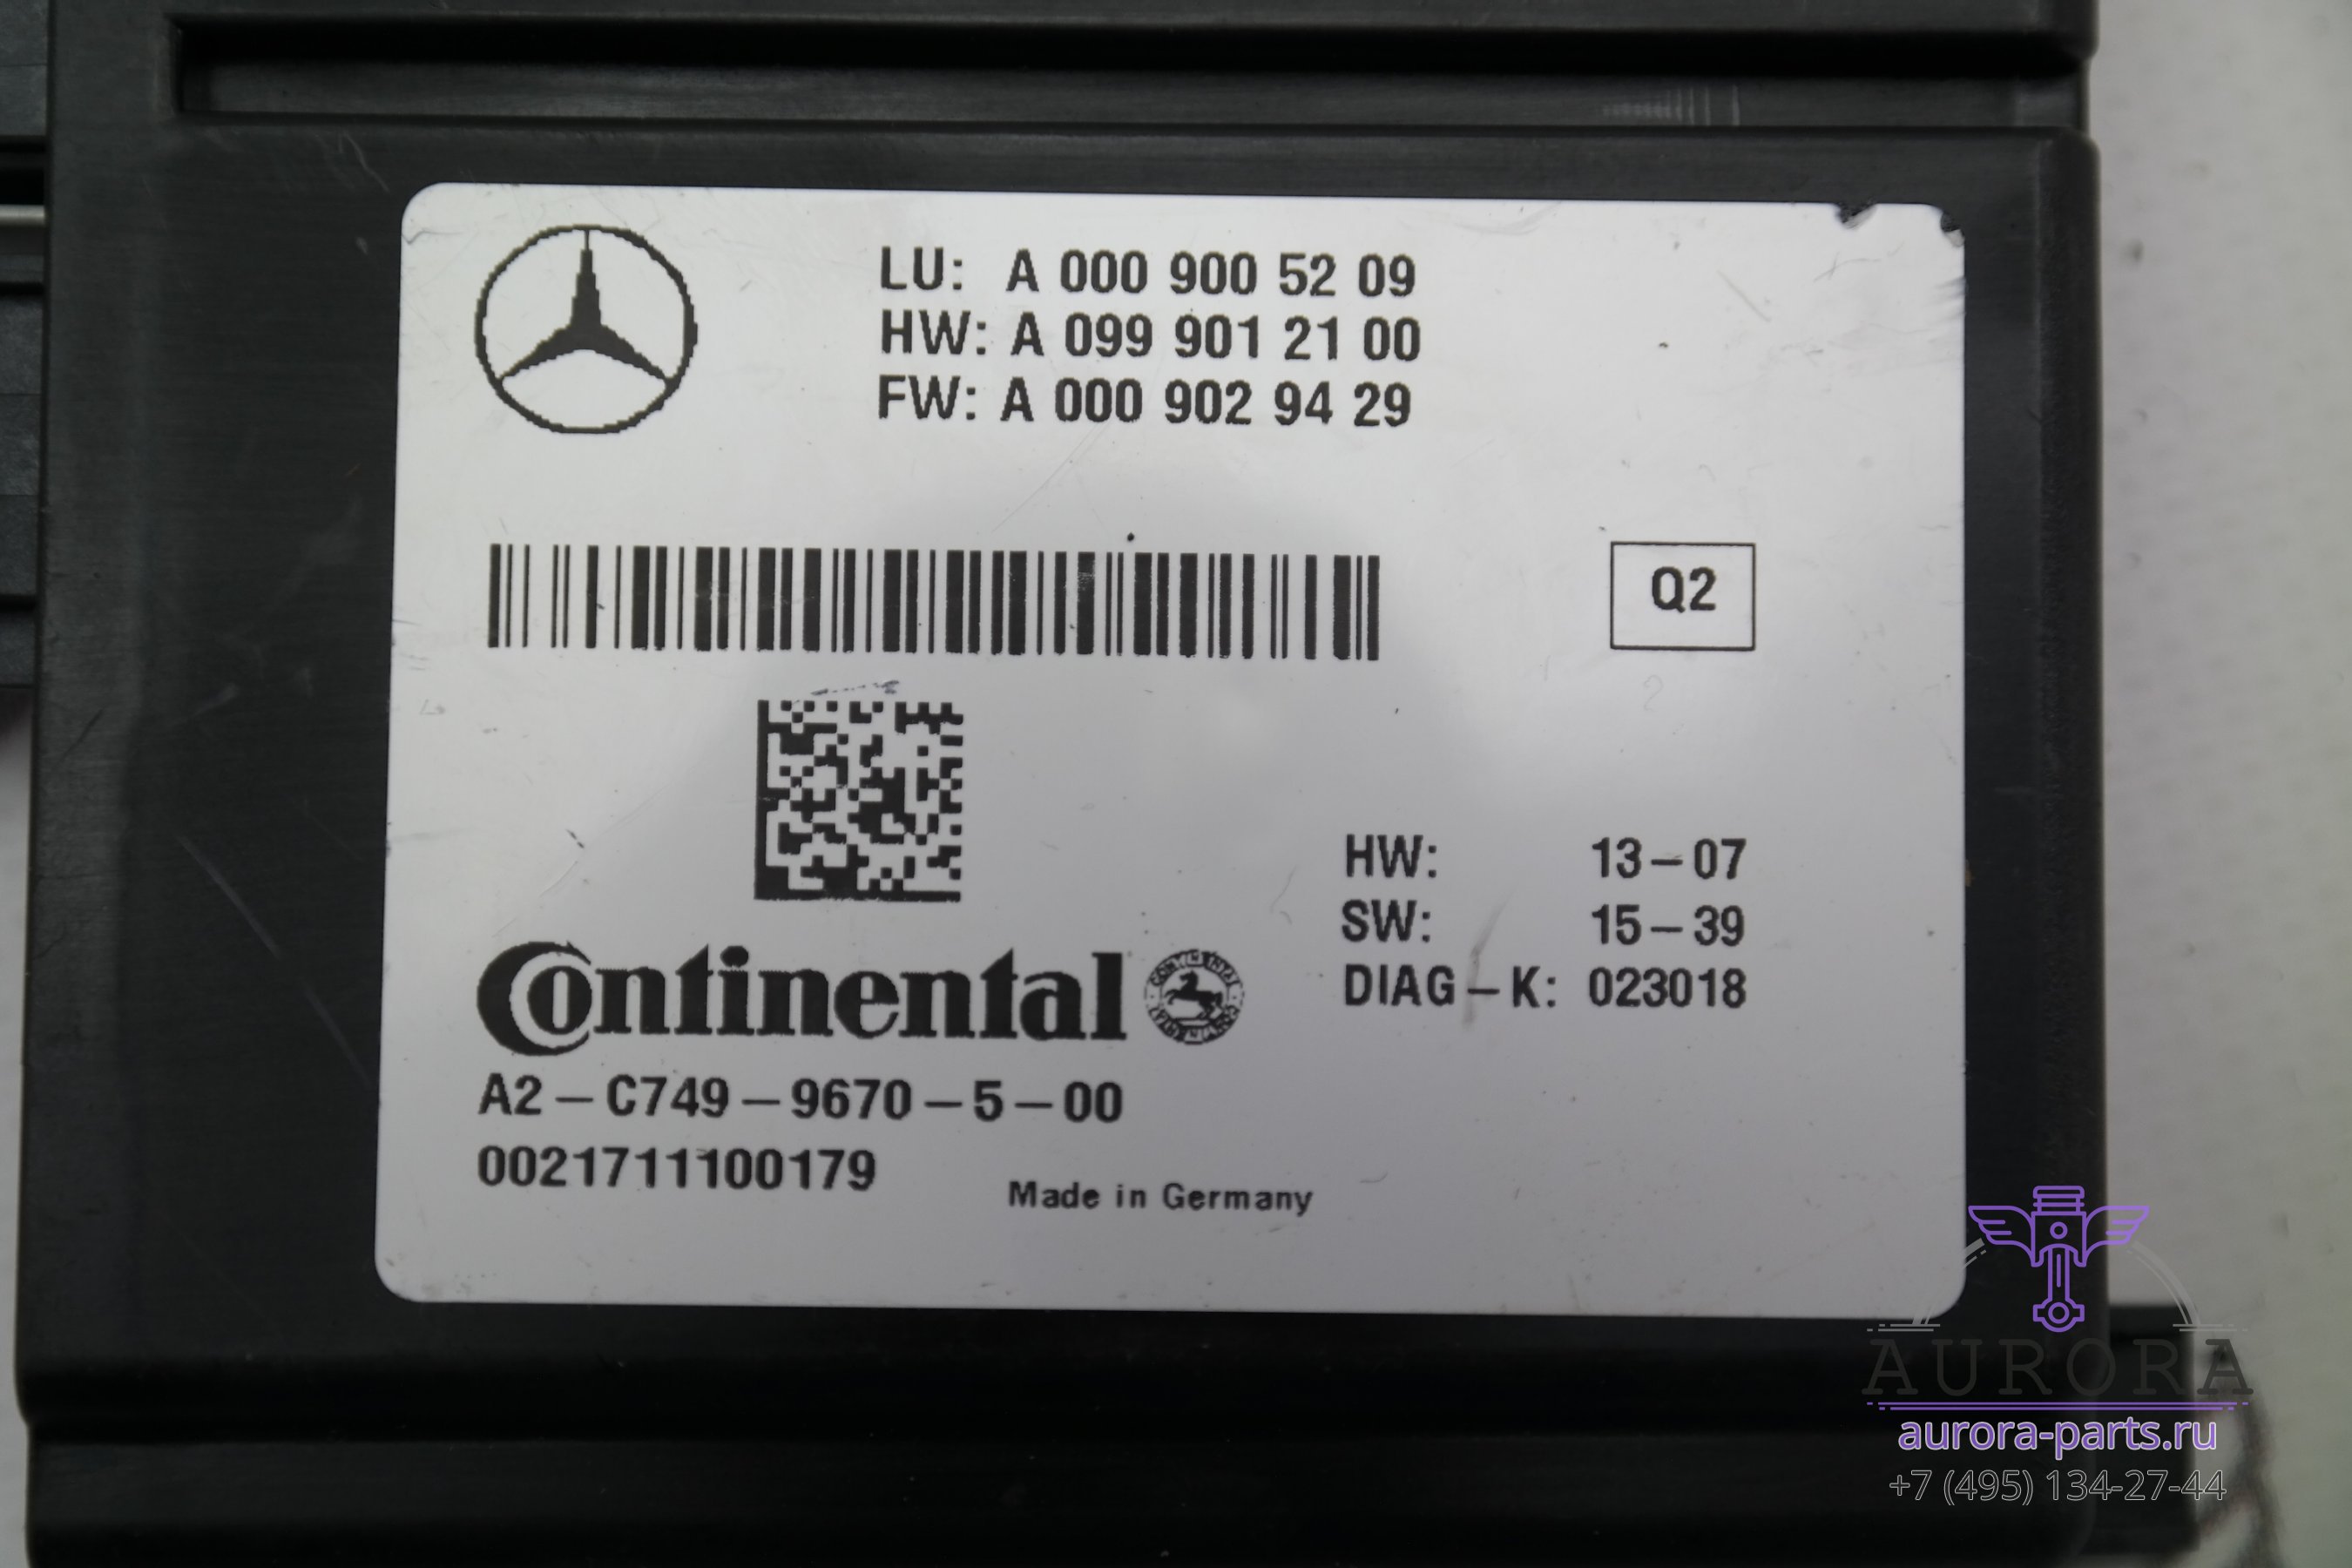 LU: A 000 900 52 09
HW: A 099 901 21 00
FW: A 000 902 94 29
Q2
HW: 13-07
SW: 15-39
DIAG-K: 023018
Continental
A2-C749-9670-5-00
0021711100179
Made in Germany
AURORA
aurora-parts.ru
+7 (495) 134-27-44